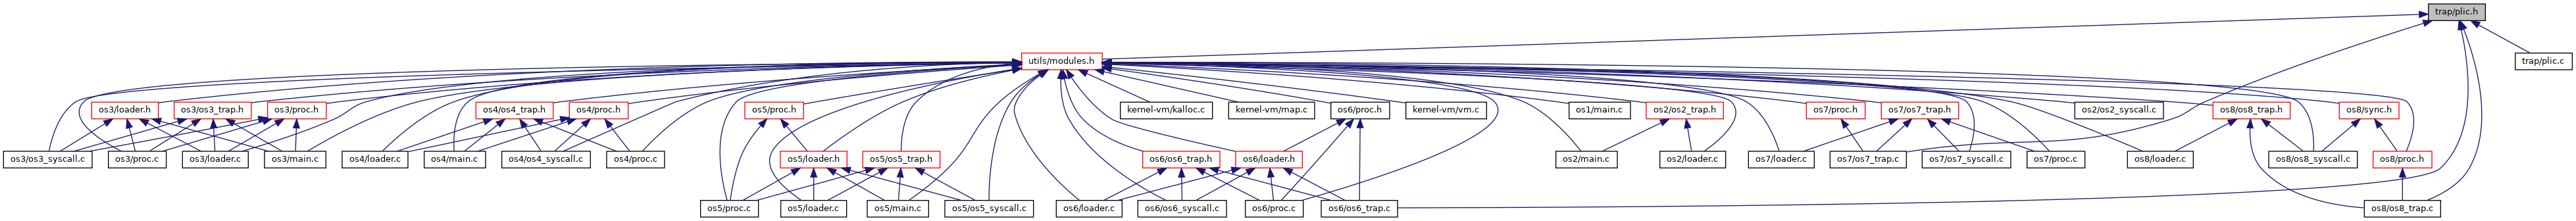 trap/plic.h
utils/modules.h
trap/plic.c
os3/loader.h
os3/os3_trap.h
os3/proc.h
os4/os4_trap.h
os4/proc.h
os5/proc.h
kernel-vm/kalloc.c
kernel-vm/map.c
os6/proc.h
kernel-vm/vm.c
os1/main.c
os2/os2_trap.h
os7/proc.h
os7/os7_trap.h
os2/os2_syscall.c
os8/os8_trap.h
os8/sync.h
os3/os3_syscall.c
os3/proc.c
os3/loader.c
os3/main.c
os4/loader.c
os4/main.c
os4/os4_syscall.c
os4/proc.c
os5/loader.h
os5/os5_trap.h
os6/os6_trap.h
os6/loader.h
os2/main.c
os2/loader.c
os7/loader.c
os7/os7_trap.c
os7/os7_syscall.c
os7/proc.c
os8/loader.c
os8/os8_syscall.c
os8/proc.h
os5/proc.c
os5/loader.c
os5/main.c
os5/os5_syscall.c
os6/loader.c
os6/os6_syscall.c
os6/proc.c
os6/os6_trap.c
os8/os8_trap.c